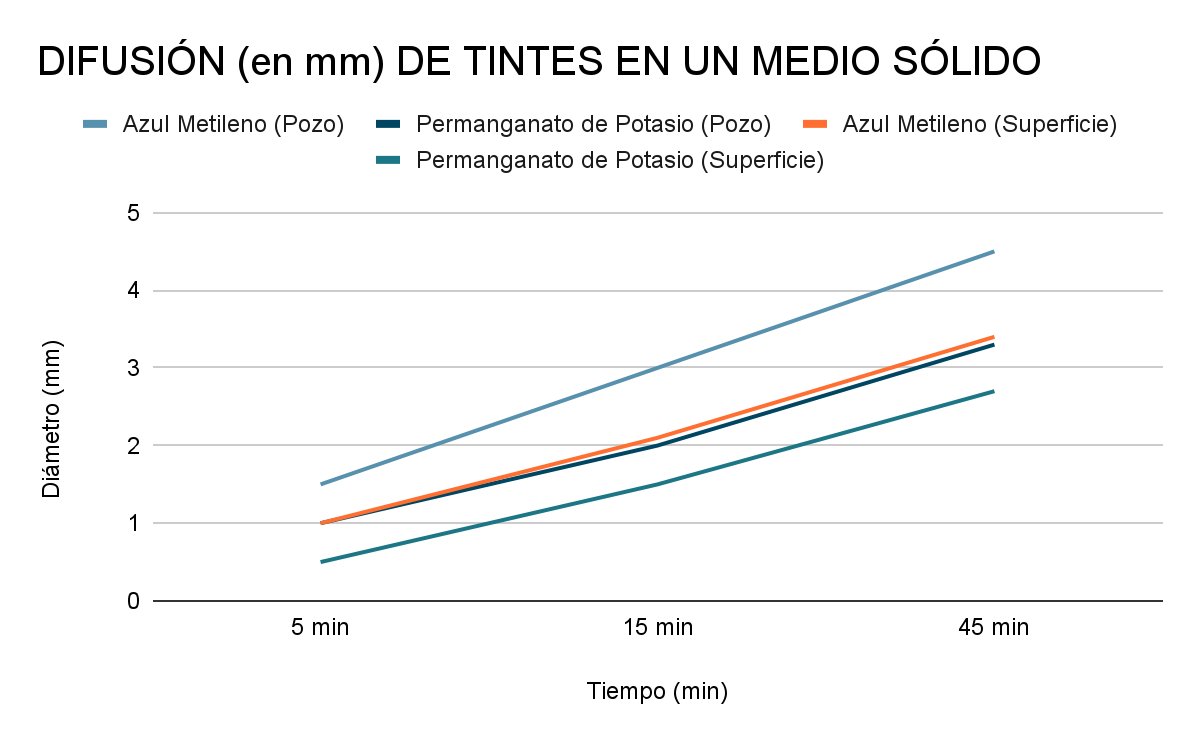 DIFUSIÓN (en mm) DE TINTES EN UN MEDIO SÓLIDO
Azul Metileno (Pozo)
Permanganato de Potasio (Pozo)
Azul Metileno (Superficie)
Permanganato de Potasio (Superficie)
5
4
3
2
1
0
Diámetro (mm)
5 min
15 min
45 min
Tiempo (min)